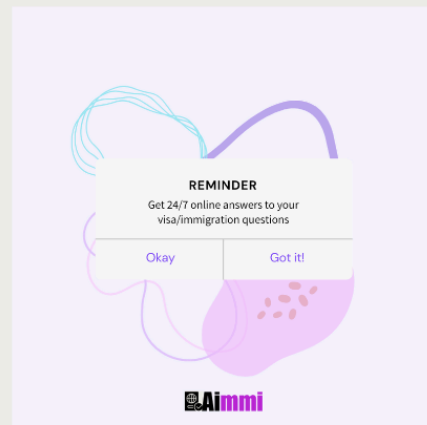 REMINDER
Get 24/7 online answers to your
visa/immigration questions
Okay
Got it!
Aimmi